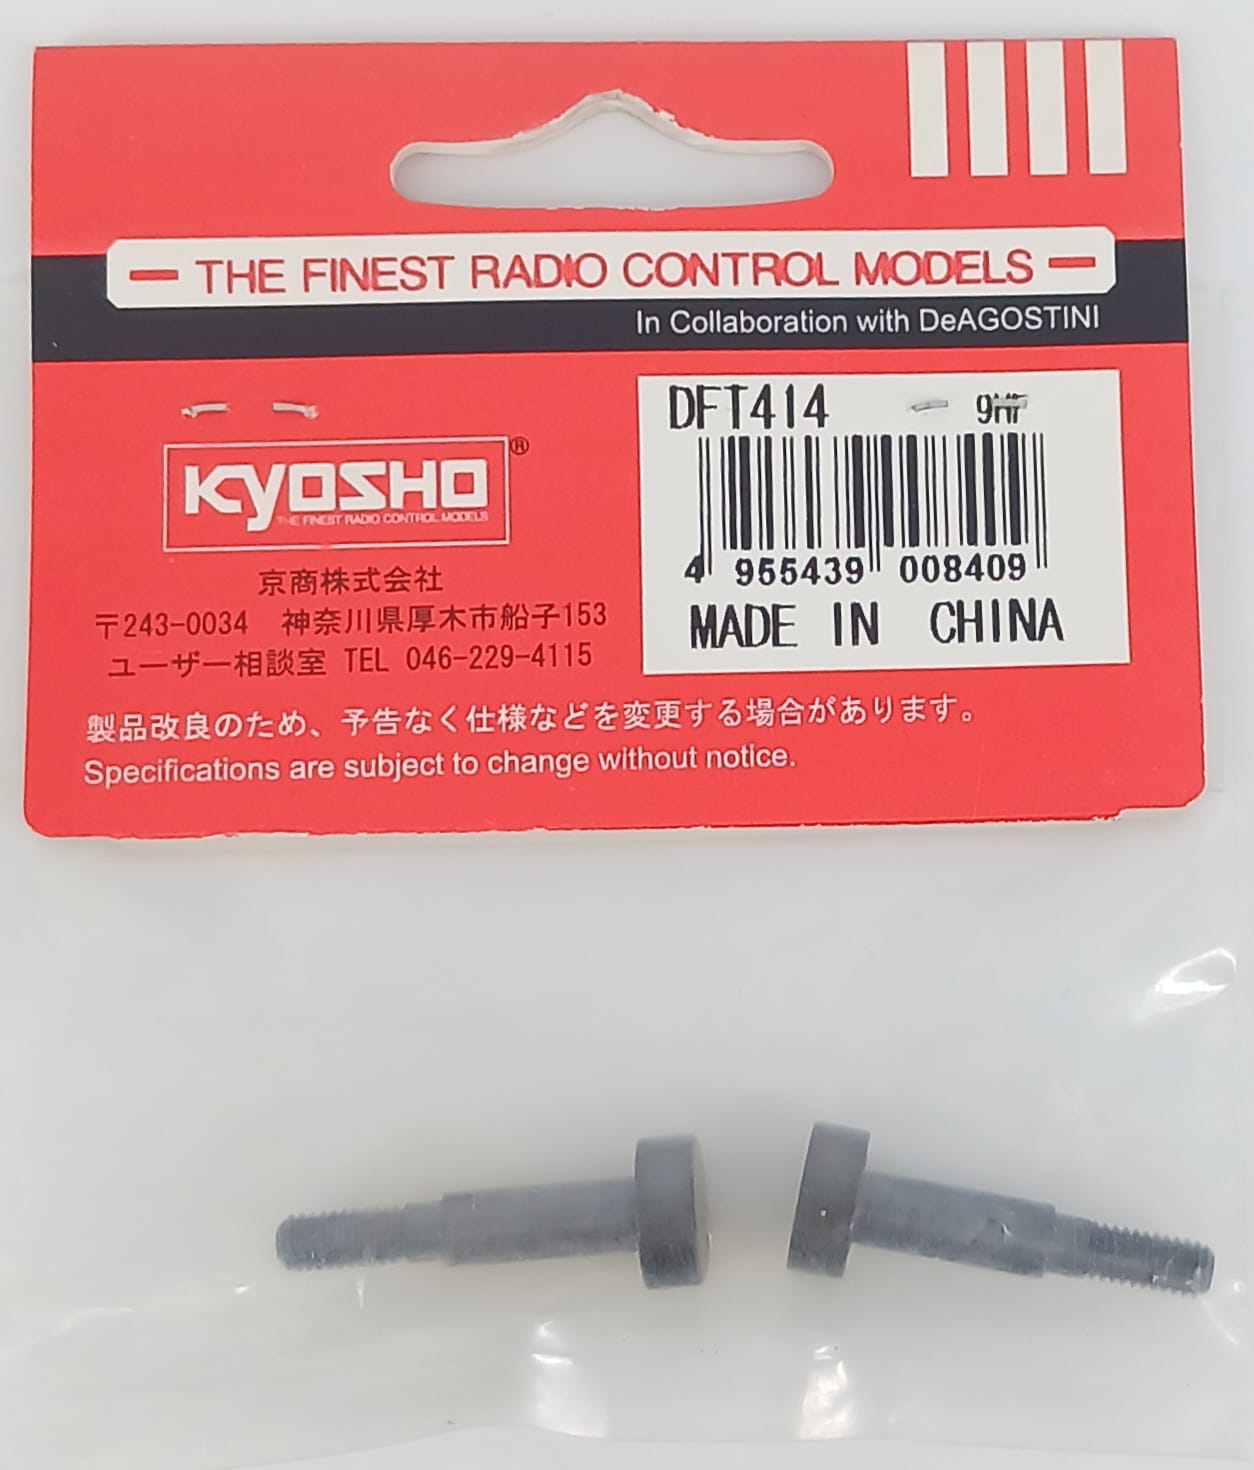 THE FINEST RADIO CONTROL MODELS
In Collaboration with DeAGOSTINI
DFT414
KYOSHO®
THE FINEST RADIO CONTROL MODELS
4 955439 008409
MADE IN CHINA
京商株式会社
〒243-0034 神奈川県厚木市船子153
ユーザー相談室 TEL 046-229-4115
製品改良のため、予告なく仕様などを変更する場合があります。
Specifications are subject to change without notice.